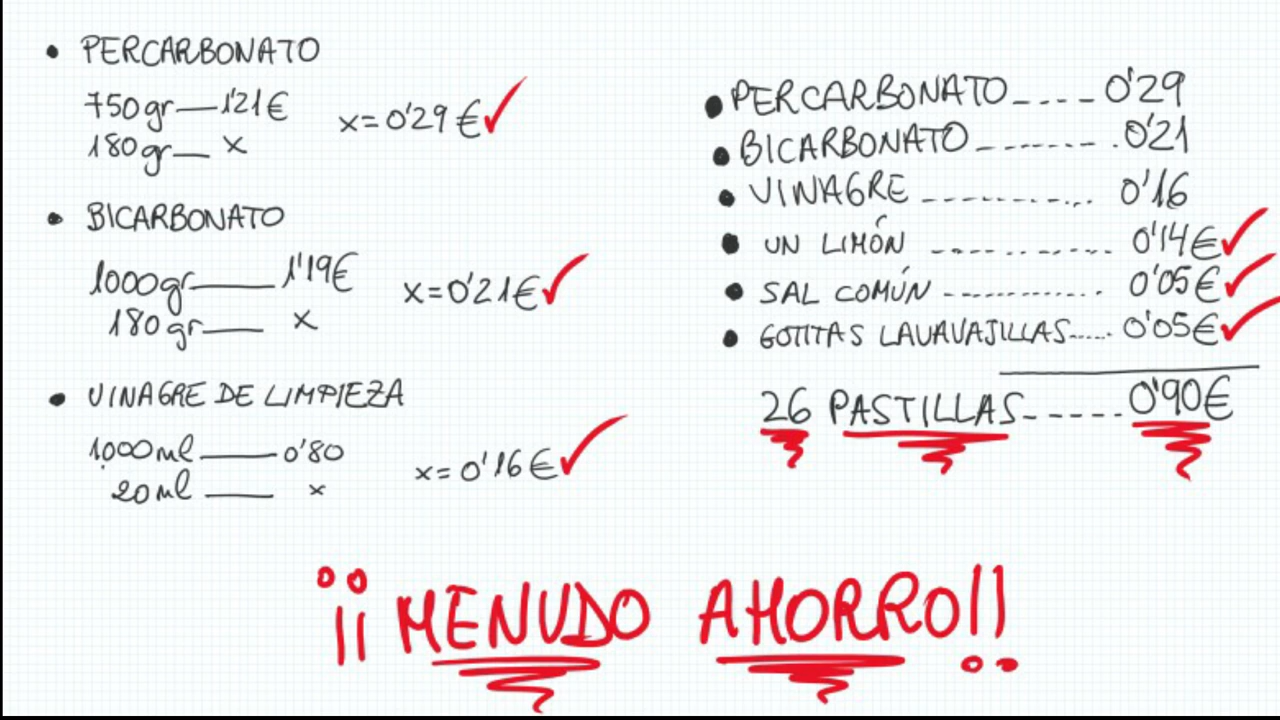 • PERCARBONATO
750gr — 1'21€
180gr — x
x=0'29€ ✓
• BICARBONATO
1000gr — 1'19€
180gr — x
x=0'21€ ✓
• VINAGRE DE LIMPIEZA
1000ml — 0'80
20ml — x
x=0'16€ ✓
• PERCARBONATO ---- 0'29
• BICARBONATO -------- 0'21
• VINAGRE ---------- 0'16
• UN LIMÓN ---------- 0'14€ ✓
• SAL COMÚN ------------ 0'05€ ✓
• GOTITAS LAVAVAJILLAS ----- 0'05€ ✓
26 PASTILLAS ----- 0'90€
¡¡MENUDO AHORRO!!